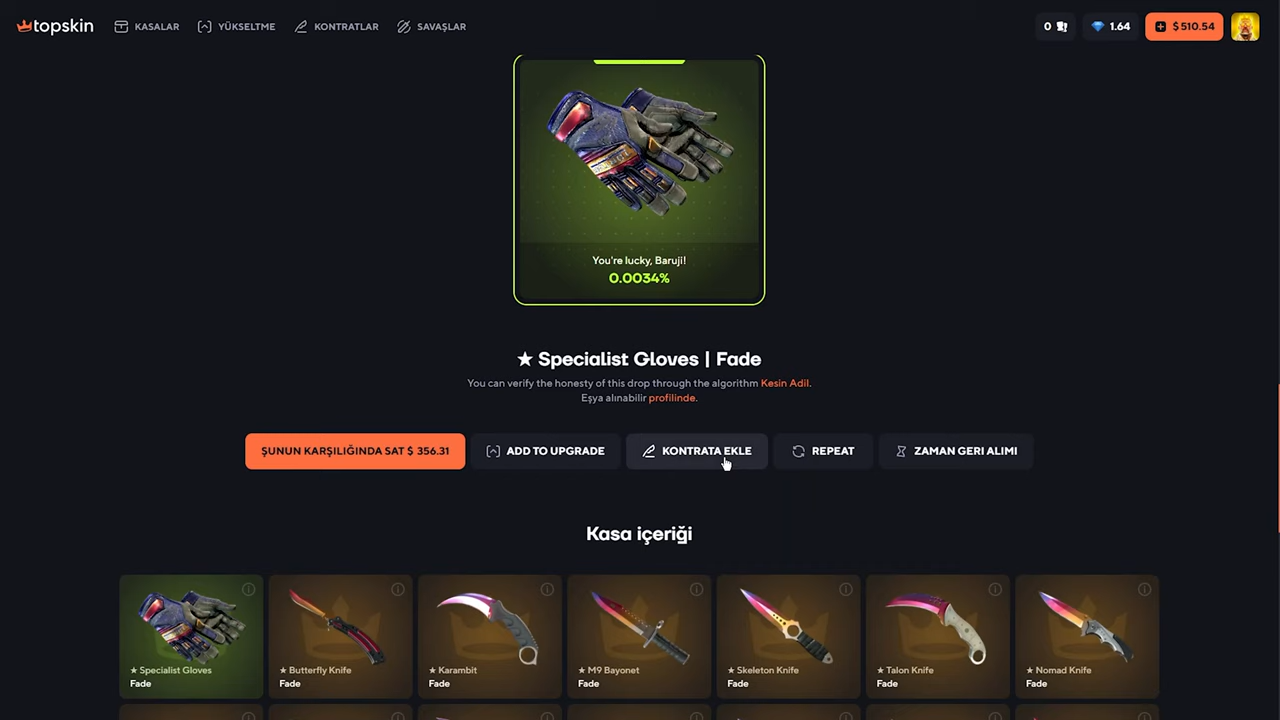 topskin
KASALAR
YÜKSELTME
KONTRATLAR
SAVAŞLAR
0
1.64
$ 510.54
You're lucky, Baruji!
0.0034%
★ Specialist Gloves | Fade
You can verify the honesty of this drop through the algorithm Kesin Adil.
Eşya alınabilir profilinde.
ŞUNUN KARŞILIĞINDA SAT $ 356.31
ADD TO UPGRADE
KONTRATA EKLE
REPEAT
ZAMAN GERI ALIMI
Kasa içeriği
★ Specialist Gloves
Fade
★ Butterfly Knife
Fade
★ Karambit
Fade
★ M9 Bayonet
Fade
★ Skeleton Knife
Fade
★ Talon Knife
Fade
★ Nomad Knife
Fade